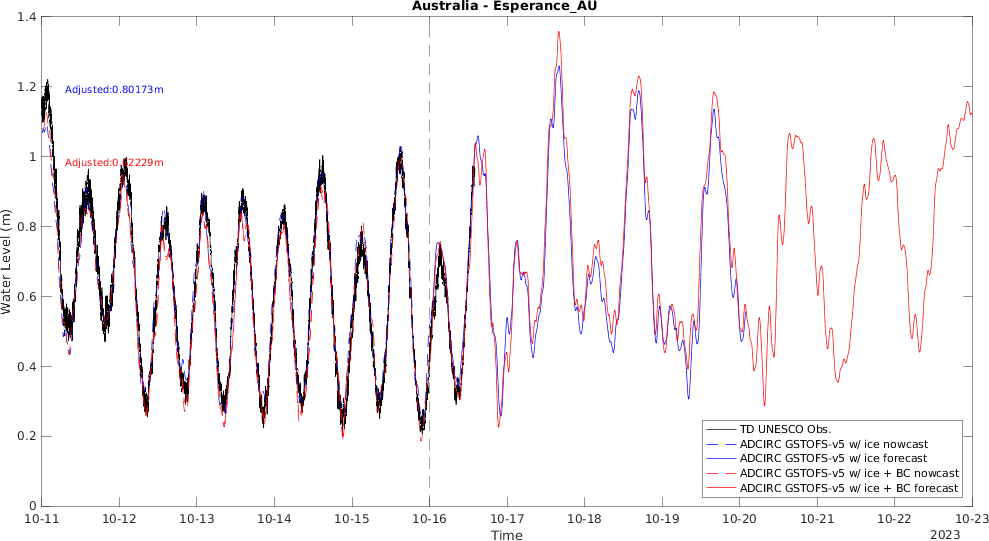 Australia - Esperance_AU
Water Level (m)
1.4
1.2
1
0.8
0.6
0.4
0.2
0
Adjusted:0.80173m
10-11
10-12
10-13
10-14
10-15
10-16
10-17
10-18
10-19
10-20
10-21
10-22
10-23
Time
2023
TD UNESCO Obs.
ADCIRC GSTOFS-v5 w/ ice nowcast
ADCIRC GSTOFS-v5 w/ ice forecast
ADCIRC GSTOFS-v5 w/ ice + BC nowcast
ADCIRC GSTOFS-v5 w/ ice + BC forecast